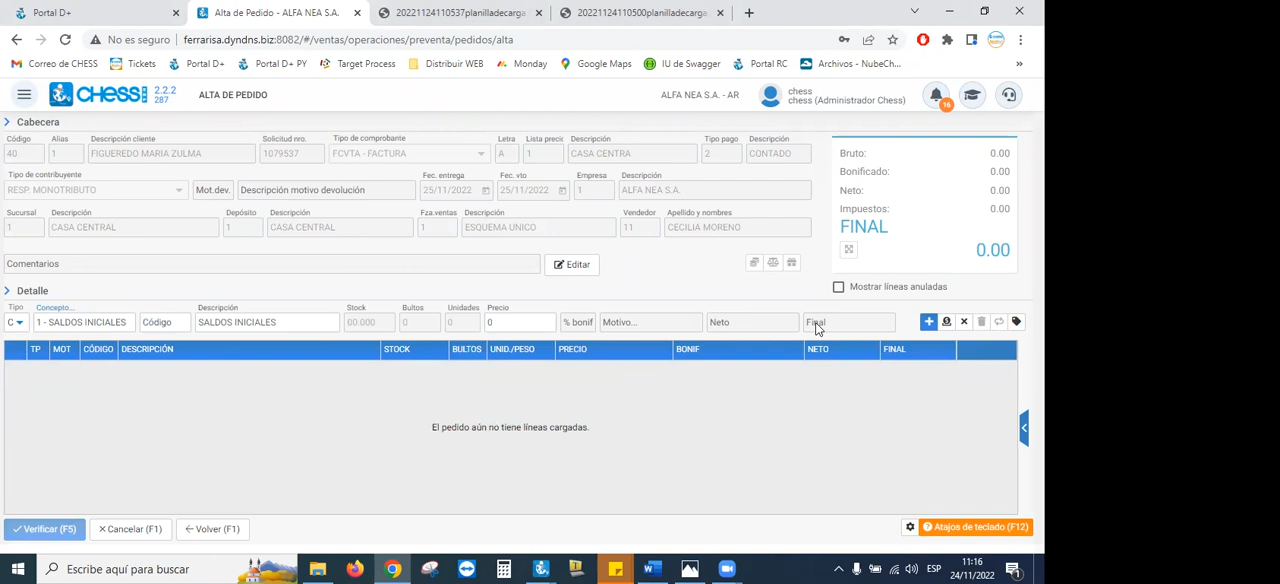 Portal D+
Alta de Pedido - ALFA NEA S.A. - AR
20221124110537planilladecarga
20221124110500planilladecarga
No es seguro
ferrarisa.dyndns.biz:8082/#/ventas/operaciones/preventa/pedidos/alta
Correo de CHESS
Tickets
Portal D+
Portal D+ PY
Target Process
Distribuir WEB
Monday
Google Maps
IU de Swagger
Portal RC
Archivos - NubeChe...
»
CHESS
2.2.2
287
ALTA DE PEDIDO
ALFA NEA S.A. - AR
chess
chess (Administrador Chess)
16
Cabecera
Código Alias Descripción cliente Solicitud nro. Tipo de comprobante Letra Lista precio Descripción Tipo pago Descripción
40 1 FIGUEREDO MARIA ZULMA 1079537 FCVTA - FACTURA A 1 CASA CENTRA 2 CONTADO
Tipo de contribuyente Fec. entrega Fec. vto Empresa Descripción
RESP. MONOTRIBUTO Mot.dev. Descripción motivo devolución 25/11/2022 25/11/2022 1 ALFA NEA S.A.
Sucursal Descripción Depósito Descripción Fza.ventas Descripción Vendedor Apellido y nombres
1 CASA CENTRAL 1 CASA CENTRAL 1 ESQUEMA UNICO 11 CECILIA MORENO
Comentarios Editar
Bruto: 0.00
Bonificado: 0.00
Neto: 0.00
Impuestos: 0.00
FINAL
0.00
Detalle
Mostrar líneas anuladas
Tipo Concepto... Descripción Stock Bultos Unidades Precio
C 1 - SALDOS INICIALES Código SALDOS INICIALES 00.000 0 0 0 % bonif Motivo... Neto Final
TP MOT CÓDIGO DESCRIPCIÓN STOCK BULTOS UNID./PESO PRECIO BONIF NETO FINAL
El pedido aún no tiene líneas cargadas.
Verificar (F5) Cancelar (F1) Volver (F1) Atajos de teclado (F12)
Escribe aquí para buscar
ESP
11:16
24/11/2022
1